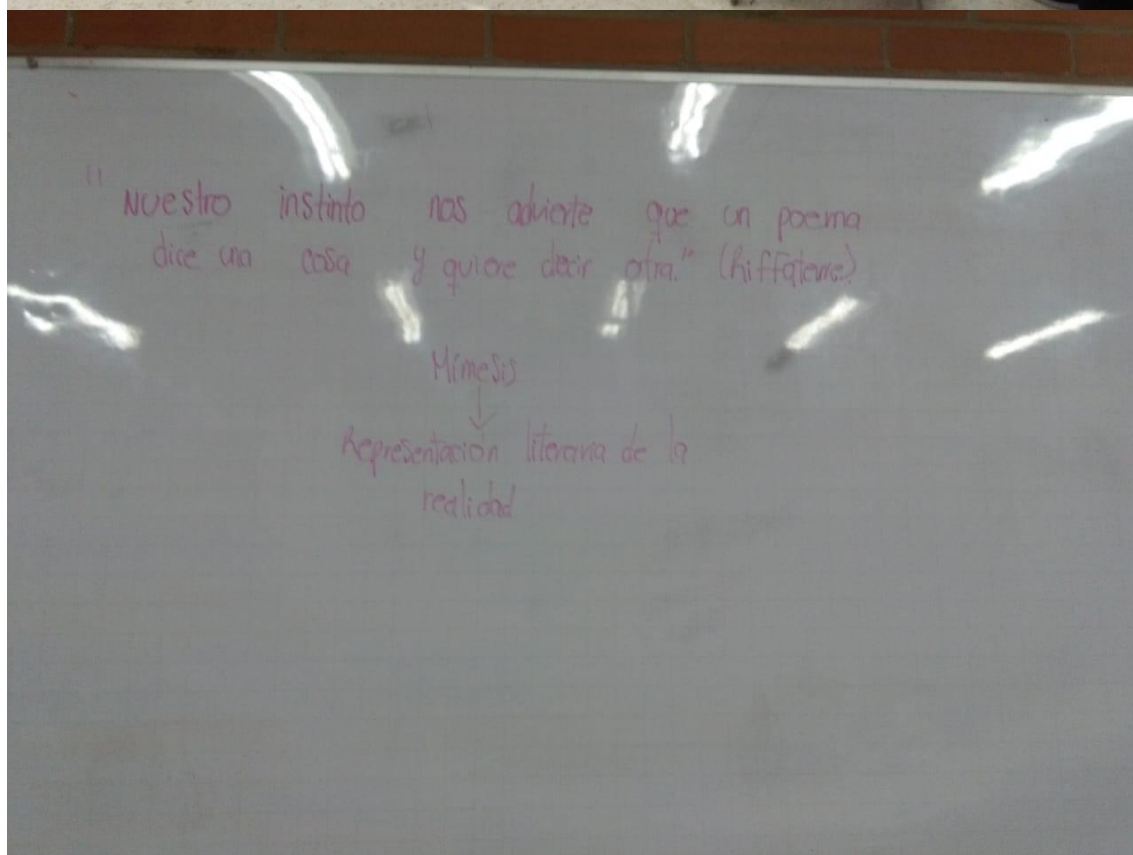 "Nuestro instinto nos advierte que un poema
dice una cosa y quiere decir otra." (Riffaterre)
Mímesis
↓
Representación literaria de la
realidad